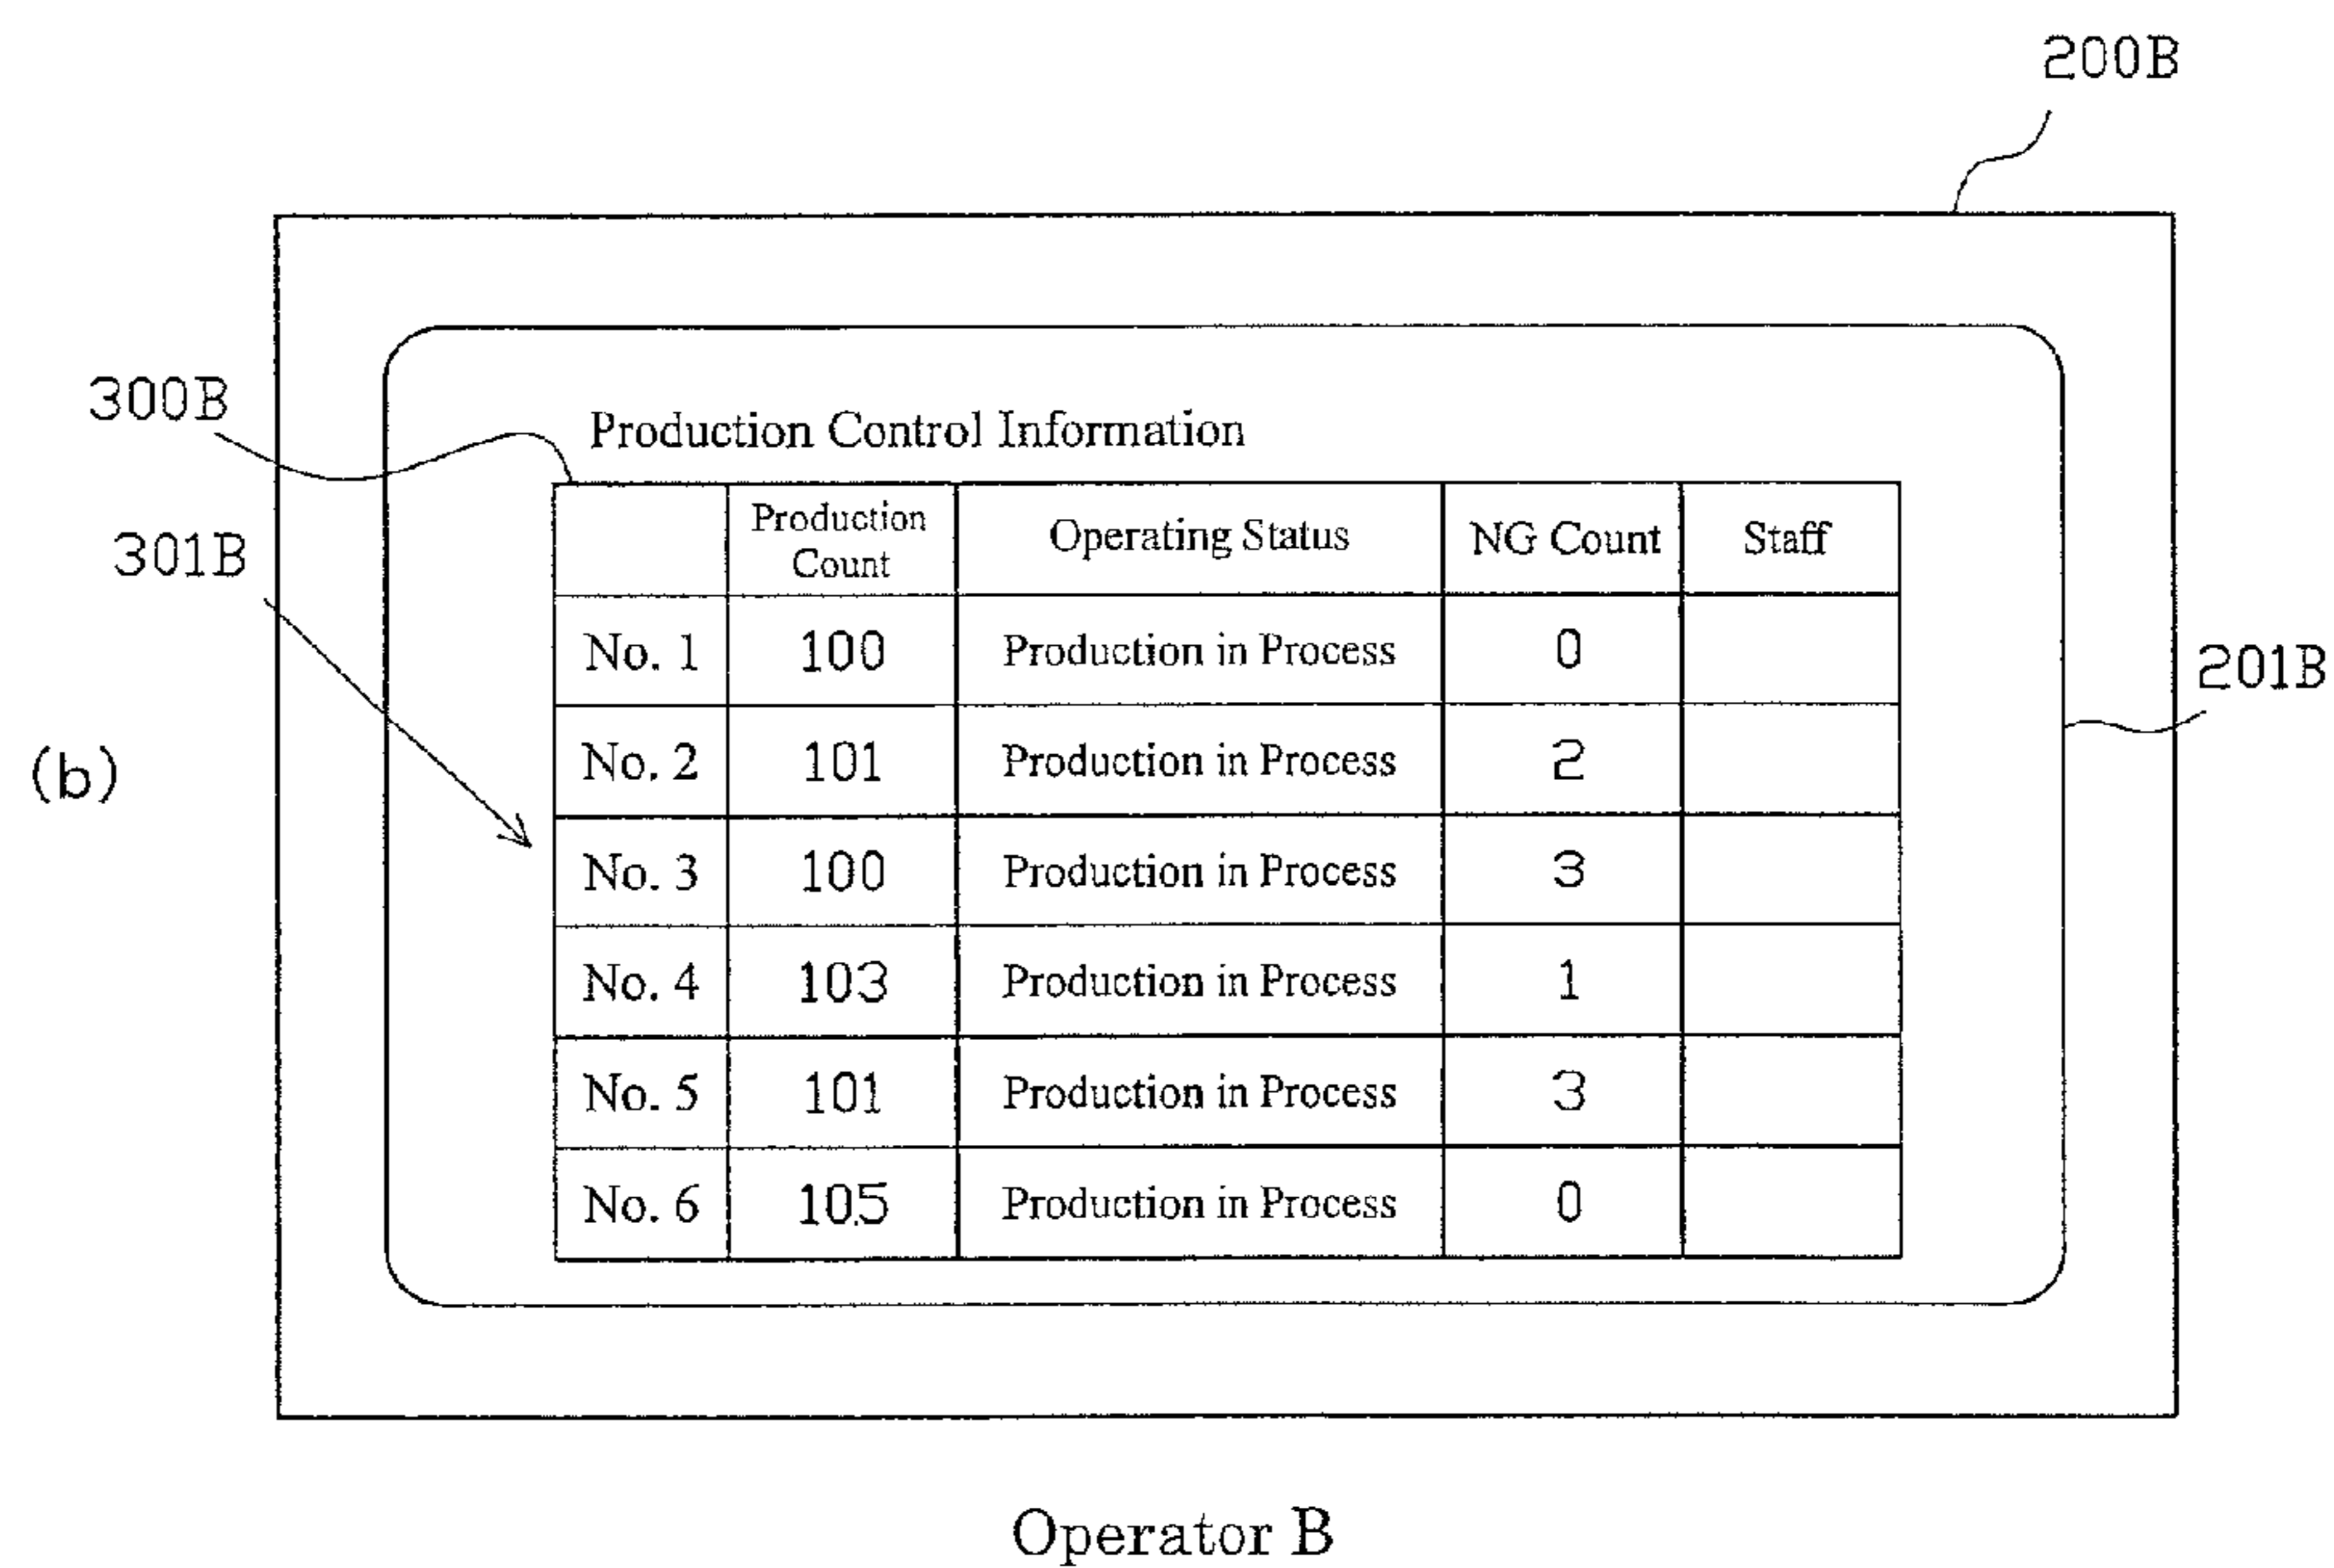 200B
300B
Production Control Information
301B
Production Count Operating Status NG Count Staff
No. 1 100 Production in Process 0
201B
No. 2 101 Production in Process 2
(b)
No. 3 100 Production in Process 3
No. 4 103 Production in Process 1
No. 5 101 Production in Process 3
No. 6 105 Production in Process 0
Operator B